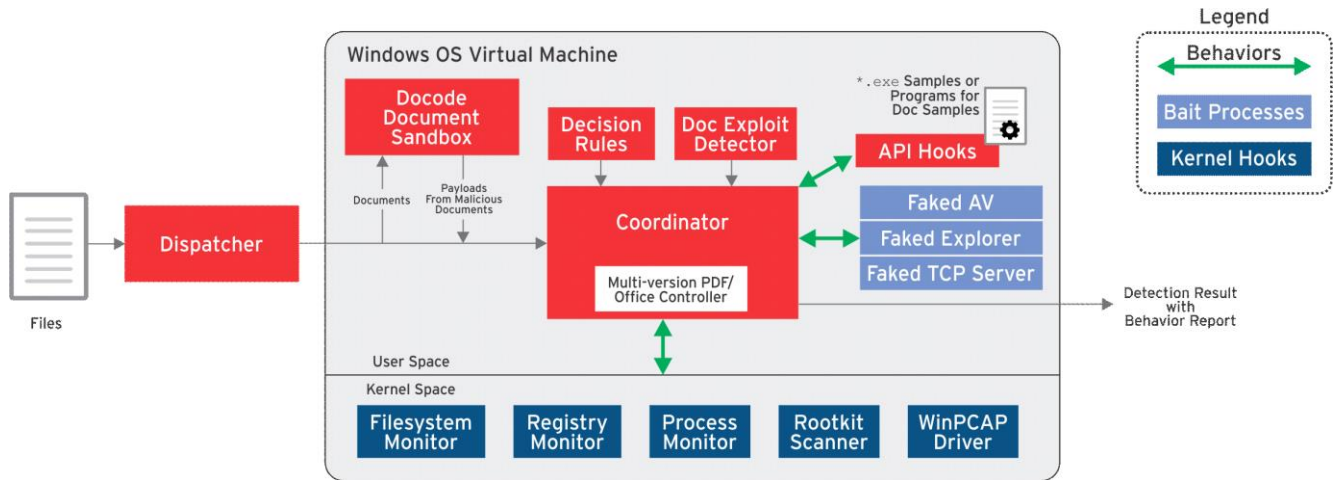 Legend
Behaviors
Bait Processes
Kernel Hooks
Windows OS Virtual Machine
Docode
Document
Sandbox
Decision
Rules
Doc Exploit
Detector
*.exe Samples or
Programs for
Doc Samples
API Hooks
Documents
Payloads
From Malicious
Documents
Files
Dispatcher
Coordinator
Multi-version PDF/
Office Controller
Faked AV
Faked Explorer
Faked TCP Server
Detection Result
with
Behavior Report
User Space
Kernel Space
Filesystem
Monitor
Registry
Monitor
Process
Monitor
Rootkit
Scanner
WinPCAP
Driver